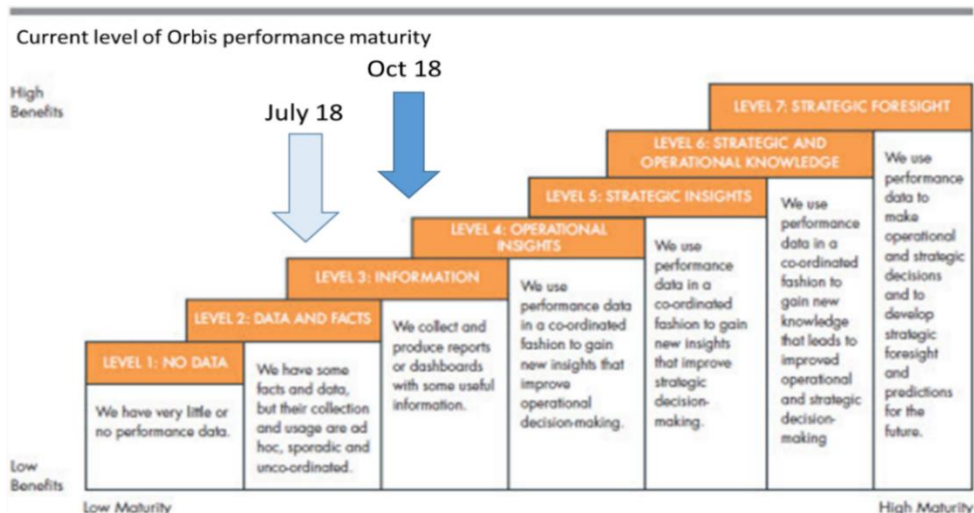 Current level of Orbis performance maturity
Oct 18
July 18
High
Benefits
LEVEL 7: STRATEGIC FORESIGHT
We use
performance
data to
make
operational
and strategic
decisions
and to
develop
strategic
foresight
and
predictions
for the
future.
LEVEL 6: STRATEGIC AND
OPERATIONAL KNOWLEDGE
We use
performance
data in a
co-ordinated
fashion to
gain new
knowledge
that leads to
improved
operational
and strategic
decision-
making
LEVEL 5: STRATEGIC INSIGHTS
We use
performance
data in a
co-ordinated
fashion to gain
new insights
that improve
strategic
decision-
making.
LEVEL 4: OPERATIONAL
INSIGHTS
We use
performance data
in a co-ordinated
fashion to gain
new insights that
improve
operational
decision-making.
LEVEL 3: INFORMATION
We collect and
produce reports
or dashboards
with some useful
information.
LEVEL 2: DATA AND FACTS
We have some
facts and data,
but their collection
and usage are ad
hoc, sporadic and
unco-ordinated.
LEVEL 1: NO DATA
We have very little or
no performance data.
Low
Benefits
Low Maturity
High Maturity